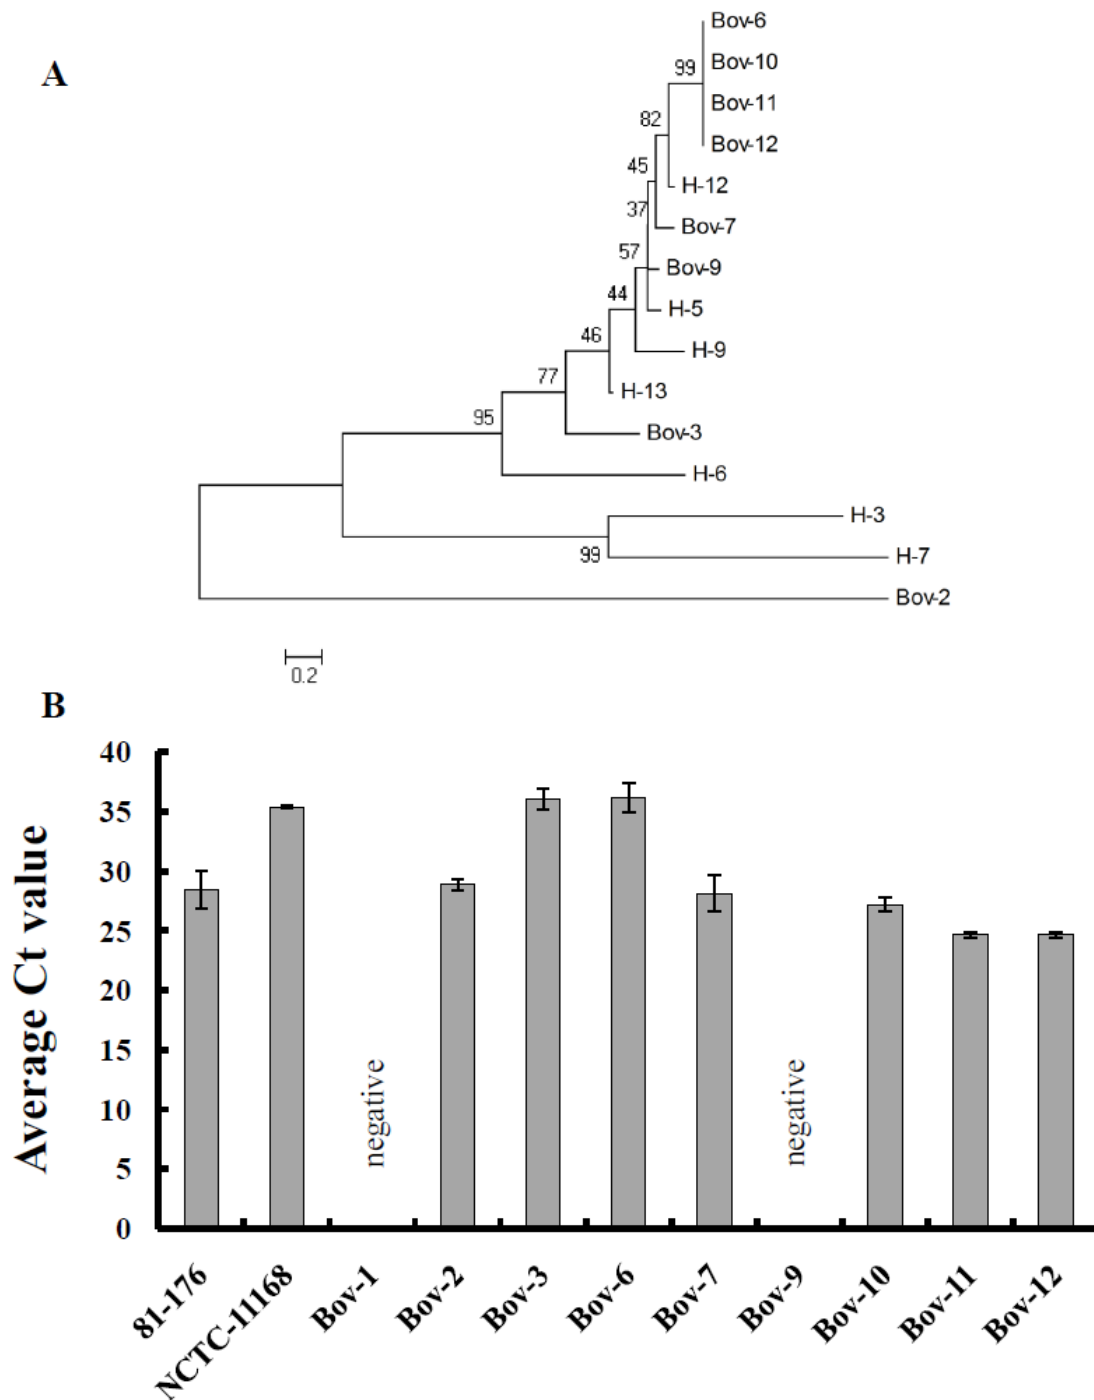 A
Bov-6
Bov-10
99
Bov-11
82
Bov-12
45
H-12
37
Bov-7
57
Bov-9
44
H-5
46
H-9
77
H-13
95
Bov-3
H-6
H-3
99
H-7
Bov-2
0.2
B
Average Ct value
40
35
30
25
20
15
10
5
0
negative
negative
81-176
NCTC-11168
Bov-1
Bov-2
Bov-3
Bov-6
Bov-7
Bov-9
Bov-10
Bov-11
Bov-12